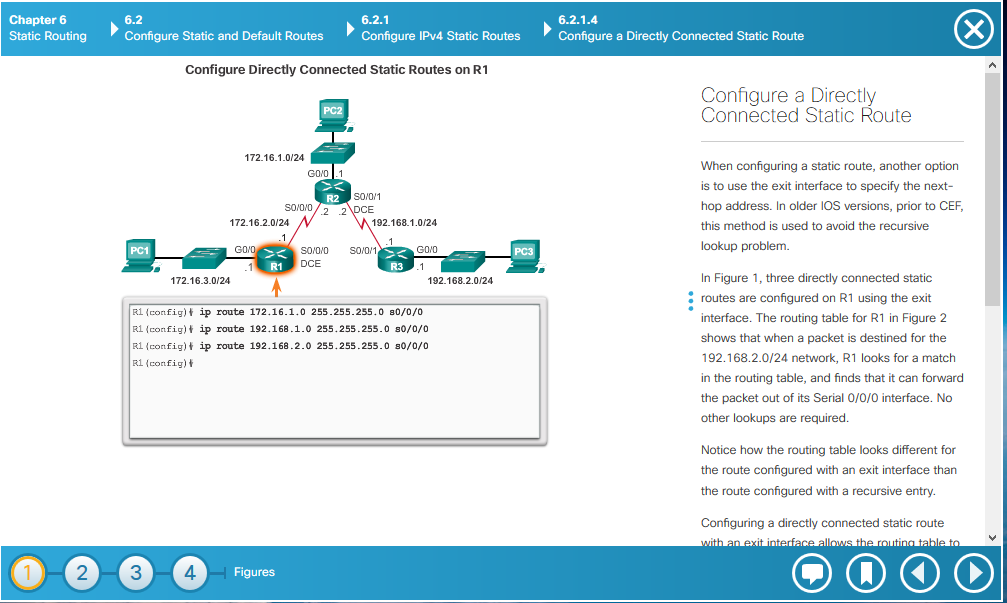 Chapter 6
Static Routing
6.2
Configure Static and Default Routes
6.2.1
Configure IPv4 Static Routes
6.2.1.4
Configure a Directly Connected Static Route
Configure Directly Connected Static Routes on R1
PC2
172.16.1.0/24
G0/0 .1
R2
S0/0/0
S0/0/1
.2 .2 DCE
172.16.2.0/24
192.168.1.0/24
.1
.1
PC1
G0/0
S0/0/0
S0/0/1
G0/0
PC3
.1
R1
DCE
R3
.1
172.16.3.0/24
192.168.2.0/24
R1(config)# ip route 172.16.1.0 255.255.255.0 s0/0/0
R1(config)# ip route 192.168.1.0 255.255.255.0 s0/0/0
R1(config)# ip route 192.168.2.0 255.255.255.0 s0/0/0
R1(config)#
Configure a Directly
Connected Static Route
When configuring a static route, another option
is to use the exit interface to specify the next-
hop address. In older IOS versions, prior to CEF,
this method is used to avoid the recursive
lookup problem.
In Figure 1, three directly connected static
routes are configured on R1 using the exit
interface. The routing table for R1 in Figure 2
shows that when a packet is destined for the
192.168.2.0/24 network, R1 looks for a match
in the routing table, and finds that it can forward
the packet out of its Serial 0/0/0 interface. No
other lookups are required.
Notice how the routing table looks different for
the route configured with an exit interface than
the route configured with a recursive entry.
Configuring a directly connected static route
with an exit interface allows the routing table to
1
2
3
4
Figures